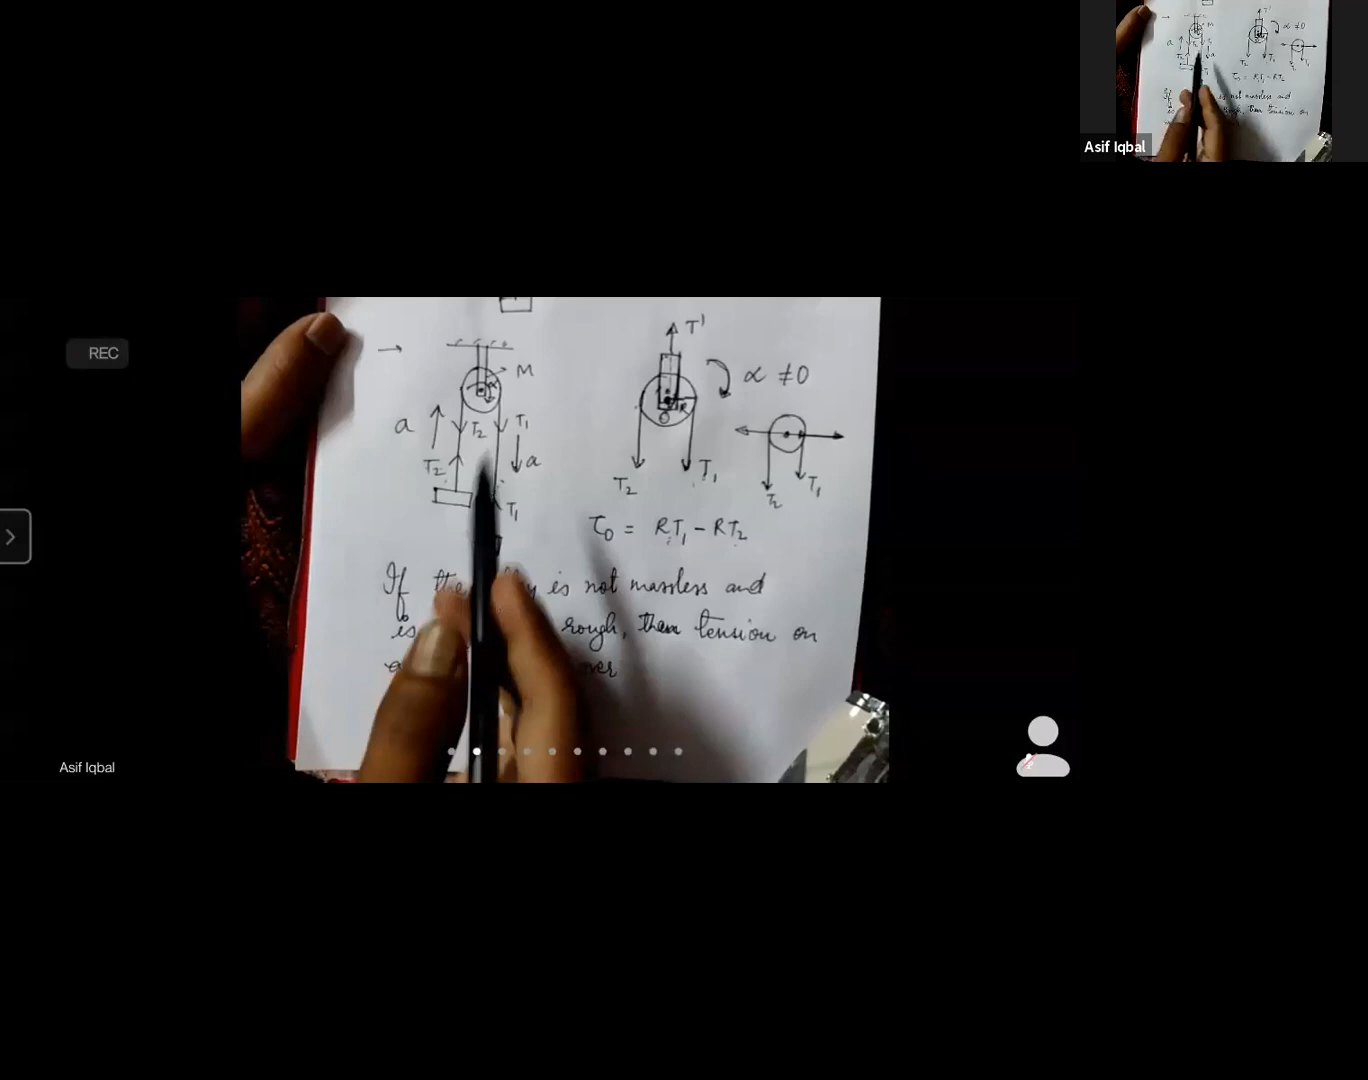 Asif Iqbal
REC
→ M
a T2 T1
T2 a
T1
T'
α ≠ 0
R
O
T2 T1
T2 T1
τ0 = RT1 - RT2
If the is not massless and
is rough, then tension on
Asif Iqbal